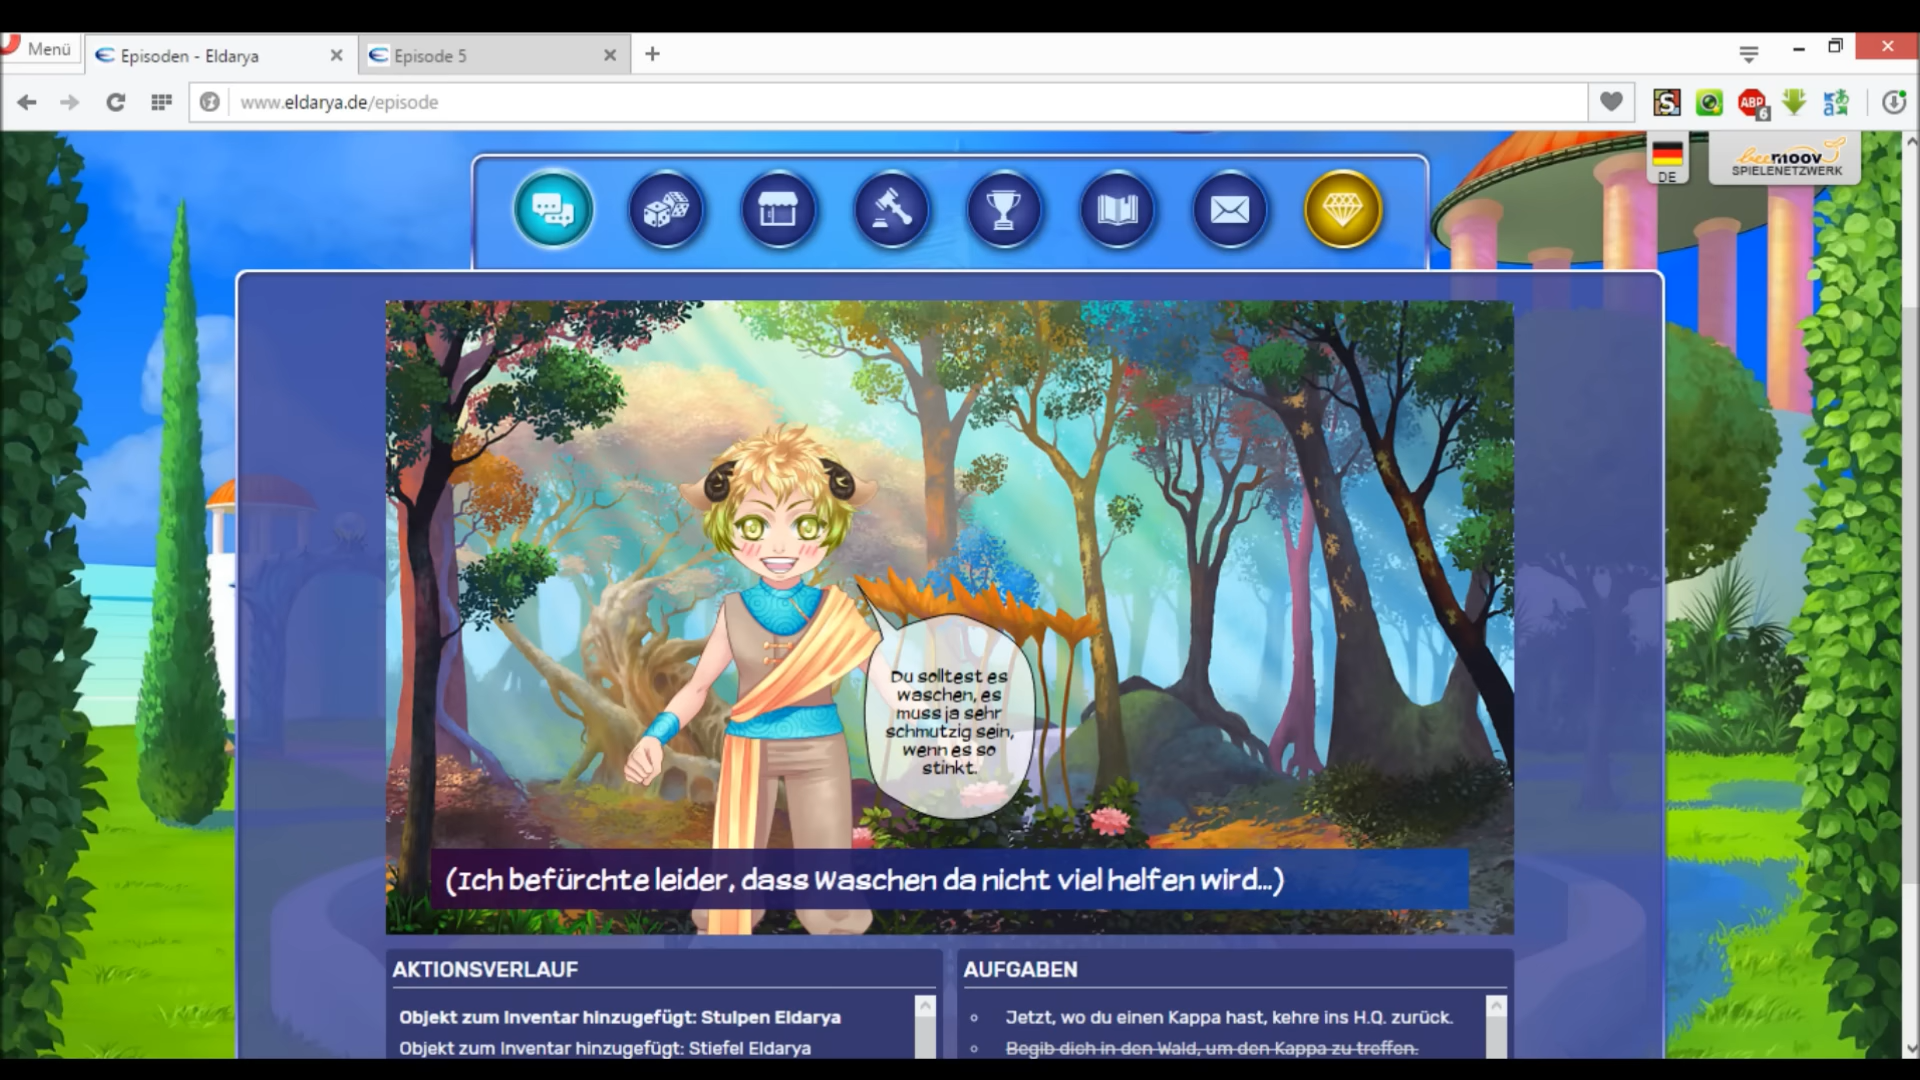 Menü
Episoden - Eldarya
Episode 5
www.eldarya.de/episode
ABP
6
DE
beemoov
SPIELENETZWERK
Du solltest es
waschen, es
muss ja sehr
schmutzig sein,
wenn es so
stinkt.
(Ich befürchte leider, dass Waschen da nicht viel helfen wird...)
AKTIONSVERLAUF
Objekt zum Inventar hinzugefügt: Stulpen Eldarya
Objekt zum Inventar hinzugefügt: Stiefel Eldarya
AUFGABEN
Jetzt, wo du einen Kappa hast, kehre ins H.Q. zurück.
Begib dich in den Wald, um den Kappa zu treffen.